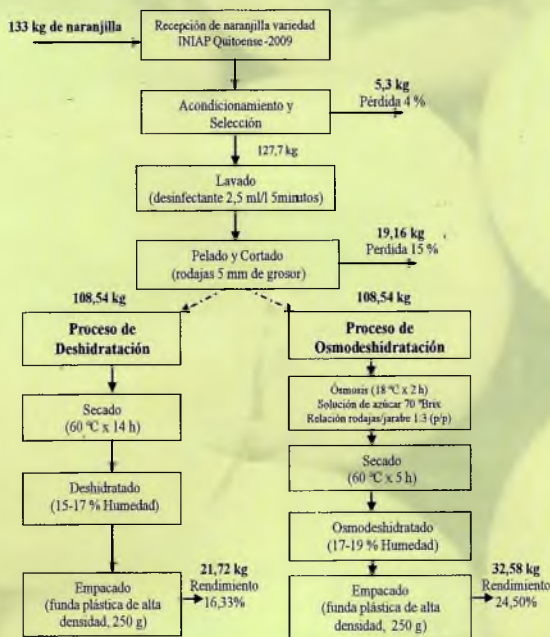 133 kg de naranjilla
Recepción de naranjilla variedad
INIAP Quitoense-2009
Acondicionamiento y
Selección
5,3 kg
Pérdida 4 %
127,7 kg
Lavado
(desinfectante 2,5 ml/l 5minutos)
Pelado y Cortado
(rodajas 5 mm de grosor)
19,16 kg
Perdida 15 %
108,54 kg
Proceso de
Deshidratación
Secado
(60 ºC x 14 h)
Deshidratado
(15-17 % Humedad)
Empacado
(funda plástica de alta
densidad, 250 g)
21,72 kg
Rendimiento
16,33%
108,54 kg
Proceso de
Osmodeshidratación
Ósmosis (18 ºC x 2 h)
Solución de azúcar 70 ºBrix
Relación rodajas/jarabe 1:3 (p/p)
Secado
(60 ºC x 5 h)
Osmodeshidratado
(17-19 % Humedad)
Empacado
(funda plástica de alta
densidad, 250 g)
32,58 kg
Rendimiento
24,50%